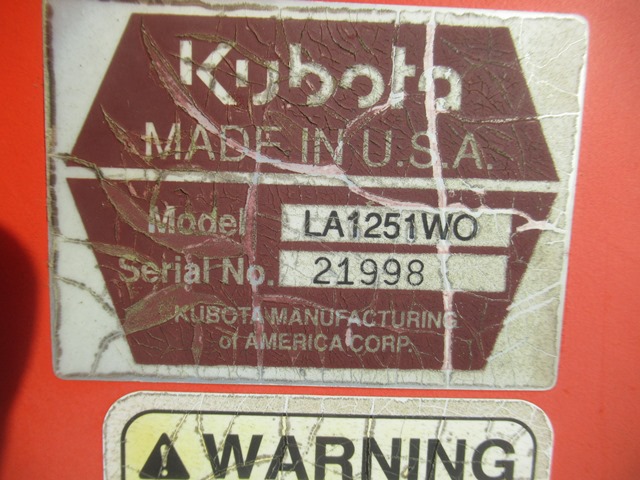 Kubota
MADE IN U.S.A.
Model LA1251WO
Serial No. 21998
KUBOTA MANUFACTURING
of AMERICA CORP.
WARNING